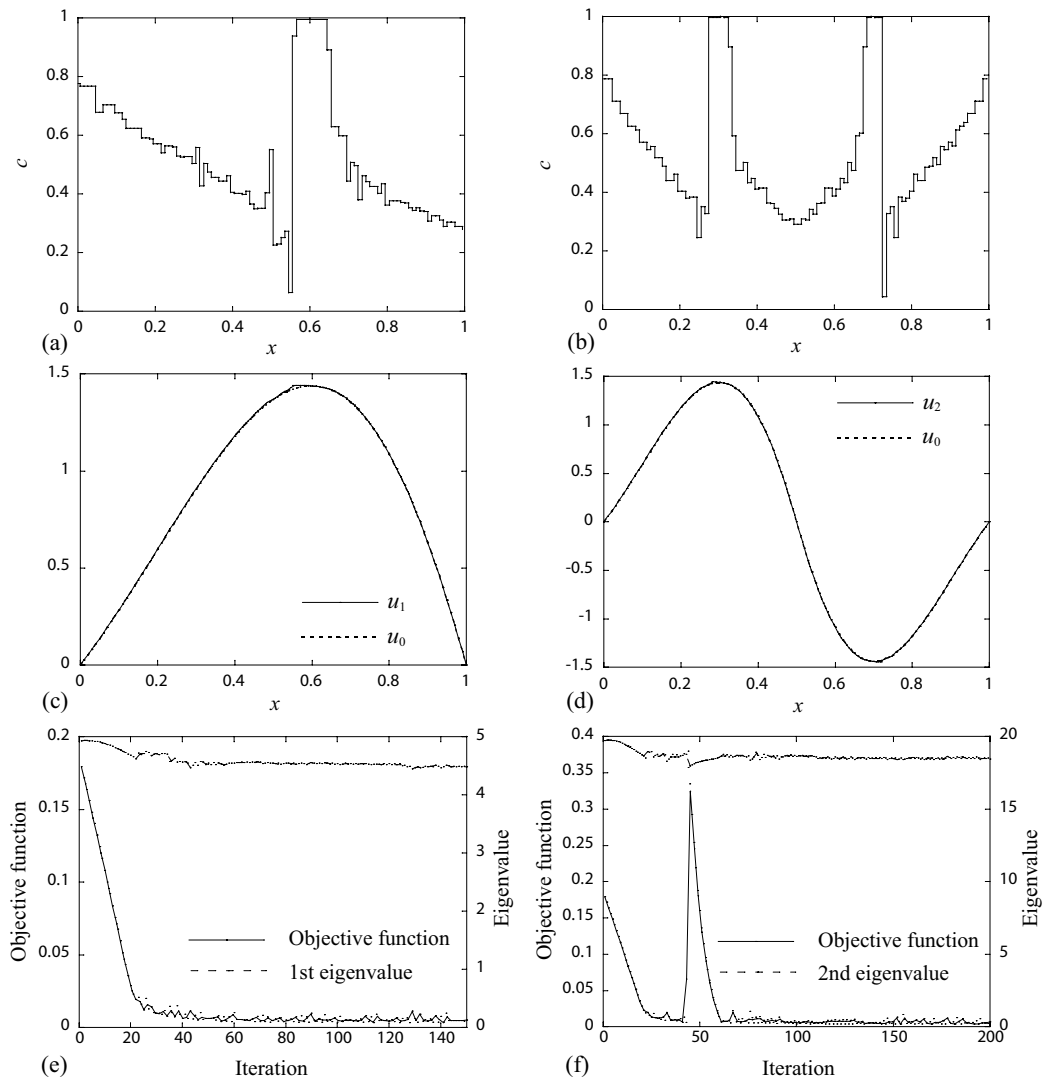 1
0.8
0.6
c
0.4
0.2
0
0 0.2 0.4 0.6 0.8 1
(a) x
1
0.8
0.6
c
0.4
0.2
0
0 0.2 0.4 0.6 0.8 1
(b) x
1.5
1
0.5
0
u1
u0
0 0.2 0.4 0.6 0.8 1
(c) x
1.5
1
0.5
0
-0.5
-1
-1.5
u2
u0
0 0.2 0.4 0.6 0.8 1
(d) x
0.2
0.15
0.1
0.05
0
Objective function
5
4
3
2
1
0
Eigenvalue
Objective function
1st eigenvalue
0 20 40 60 80 100 120 140
(e) Iteration
0.4
0.35
0.3
0.25
0.2
0.15
0.1
0.05
0
Objective function
20
15
10
5
0
Eigenvalue
Objective function
2nd eigenvalue
0 50 100 150 200
(f) Iteration